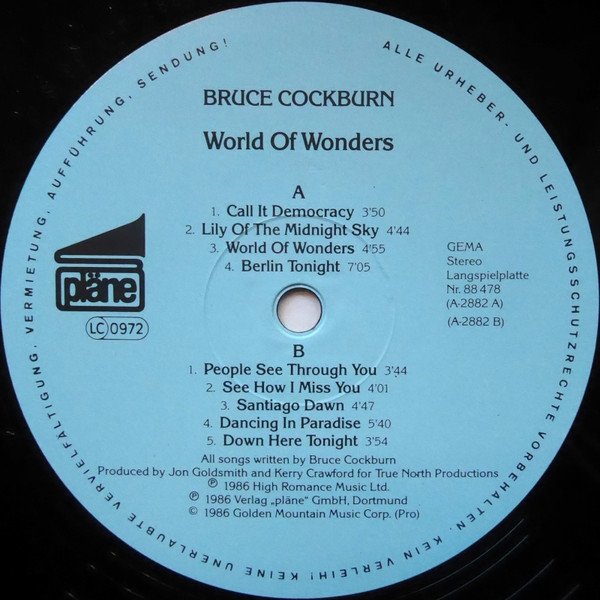 ALLE URHEBER- UND LEISTUNGSSCHUTZRECHTE VORBEHALTEN. KEIN VERLEIH! KEINE UNERLAUBTE VERVIELFÄLTIGUNG, VERMIETUNG, AUFFÜHRUNG, SENDUNG!
BRUCE COCKBURN
World Of Wonders
A
1. Call It Democracy 3'50
2. Lily Of The Midnight Sky 4'44
3. World Of Wonders 4'55
4. Berlin Tonight 7'05
pläne
LC 0972
GEMA
Stereo
Langspielplatte
Nr. 88 478
(A-2882 A)
(A-2882 B)
B
1. People See Through You 3'44
2. See How I Miss You 4'01
3. Santiago Dawn 4'47
4. Dancing In Paradise 5'40
5. Down Here Tonight 3'54
All songs written by Bruce Cockburn
Produced by Jon Goldsmith and Kerry Crawford for True North Productions
℗ 1986 High Romance Music Ltd.
℗ 1986 Verlag „pläne" GmbH, Dortmund
© 1986 Golden Mountain Music Corp. (Pro)